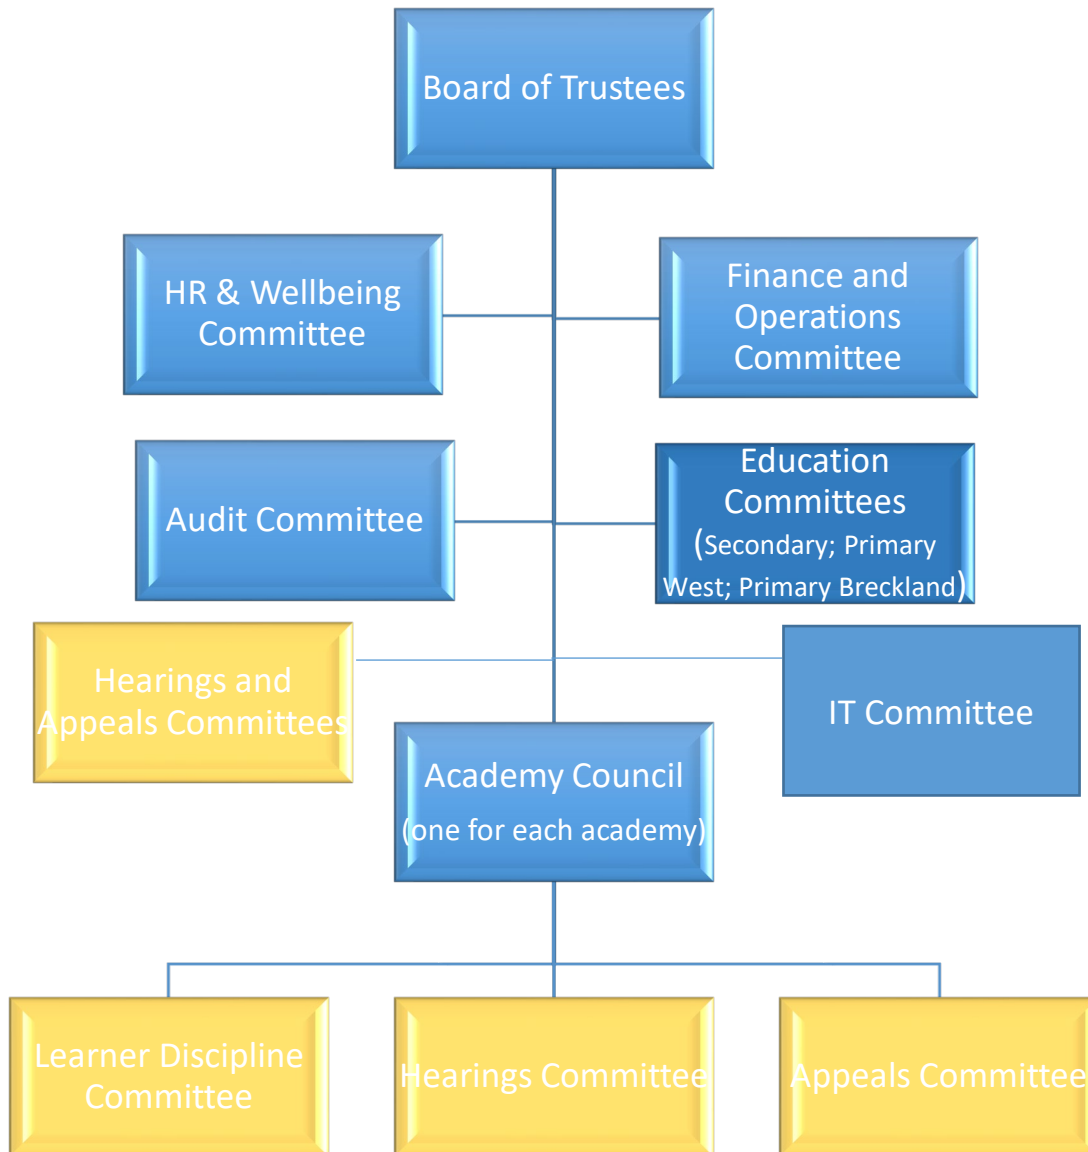 Board of Trustees
HR & Wellbeing
Committee
Finance and
Operations
Committee
Audit Committee
Education
Committees
(Secondary; Primary
West; Primary Breckland)
Hearings and
Appeals Committees
IT Committee
Academy Council
(one for each academy)
Learner Discipline
Committee
Hearings Committee
Appeals Committee